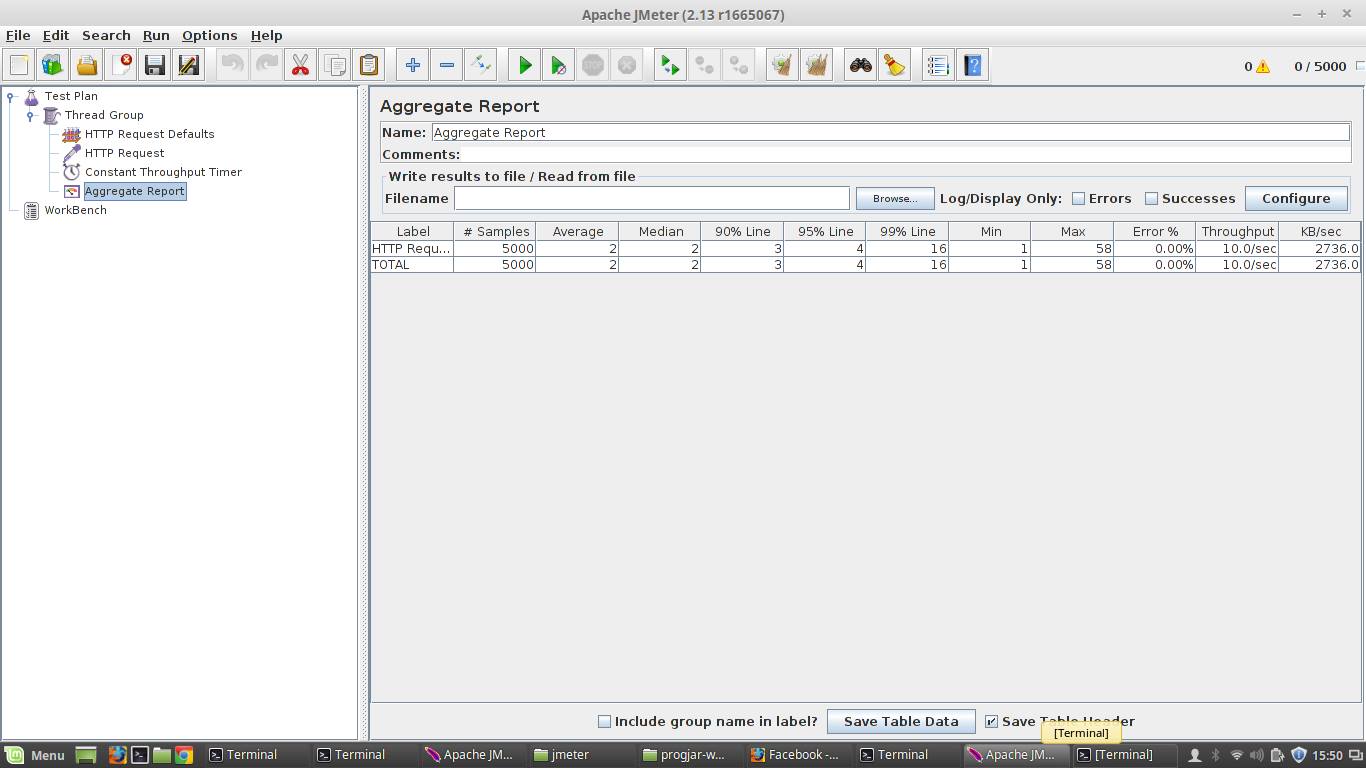 Apache JMeter (2.13 r1665067)
File Edit Search Run Options Help
0 0 / 5000
Test Plan
Thread Group
HTTP Request Defaults
HTTP Request
Constant Throughput Timer
Aggregate Report
WorkBench
Aggregate Report
Name: Aggregate Report
Comments:
Write results to file / Read from file
Filename Browse... Log/Display Only: Errors Successes Configure
Label # Samples Average Median 90% Line 95% Line 99% Line Min Max Error % Throughput KB/sec
HTTP Requ... 5000 2 2 3 4 16 1 58 0.00% 10.0/sec 2736.0
TOTAL 5000 2 2 3 4 16 1 58 0.00% 10.0/sec 2736.0
Include group name in label? Save Table Data Save Table Header
[Terminal]
Menu Terminal Terminal Apache JM... jmeter progjar-w... Facebook -... Terminal Apache JM... [Terminal] 15:50